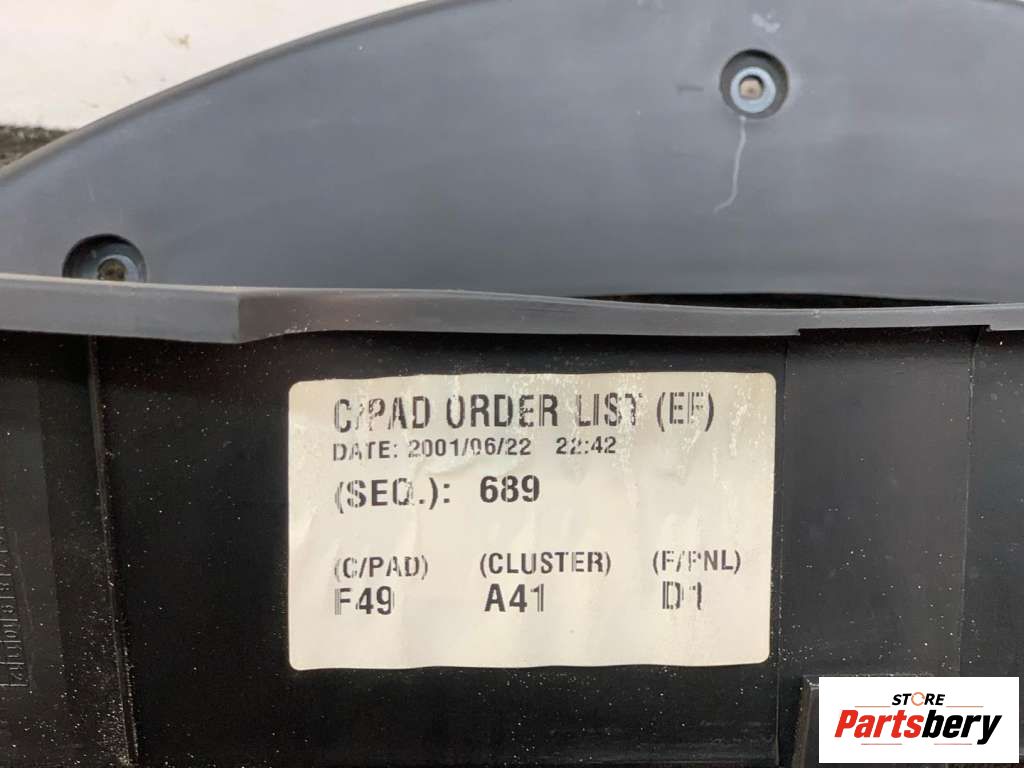 C/PAD ORDER LIST (EF)
DATE: 2001/06/22 22:42
(SEQ.): 689
(C/PAD) (CLUSTER) (F/PNL)
F49 A41 D1
STORE
Partsbery